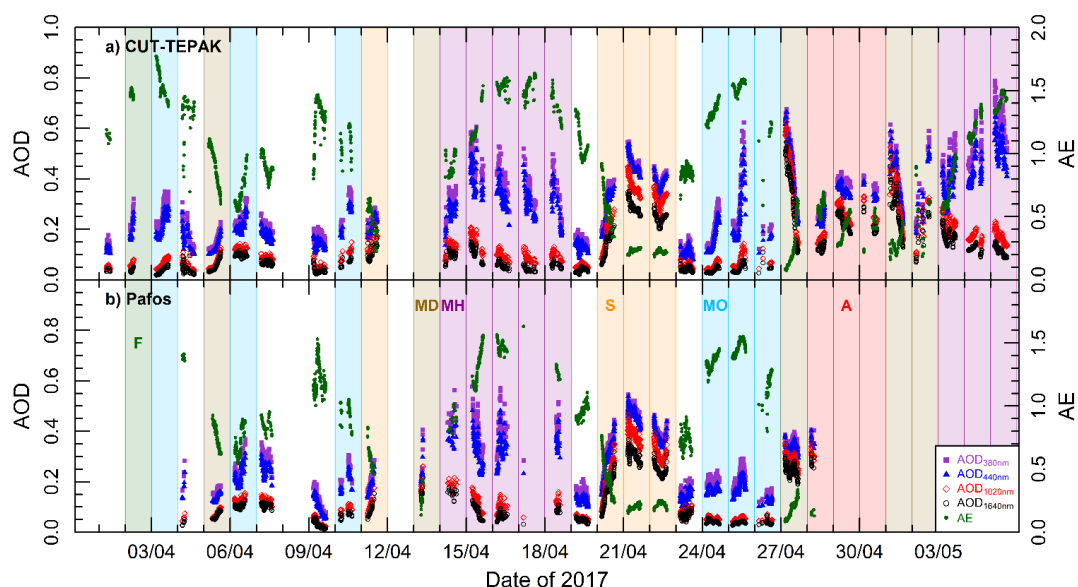 1.0
2.0
a) CUT-TEPAK
0.8
1.5
0.6
AOD
AE
1.0
0.4
0.5
0.2
0.0
0.0
b) Pafos
MD
MH
S
MO
A
F
0.8
1.5
0.6
AOD
AE
1.0
0.4
AOD380nm
AOD440nm
0.5
0.2
AOD1020nm
AOD1640nm
AE
0.0
0.0
03/04
06/04
09/04
12/04
15/04
18/04
21/04
24/04
27/04
30/04
03/05
Date of 2017